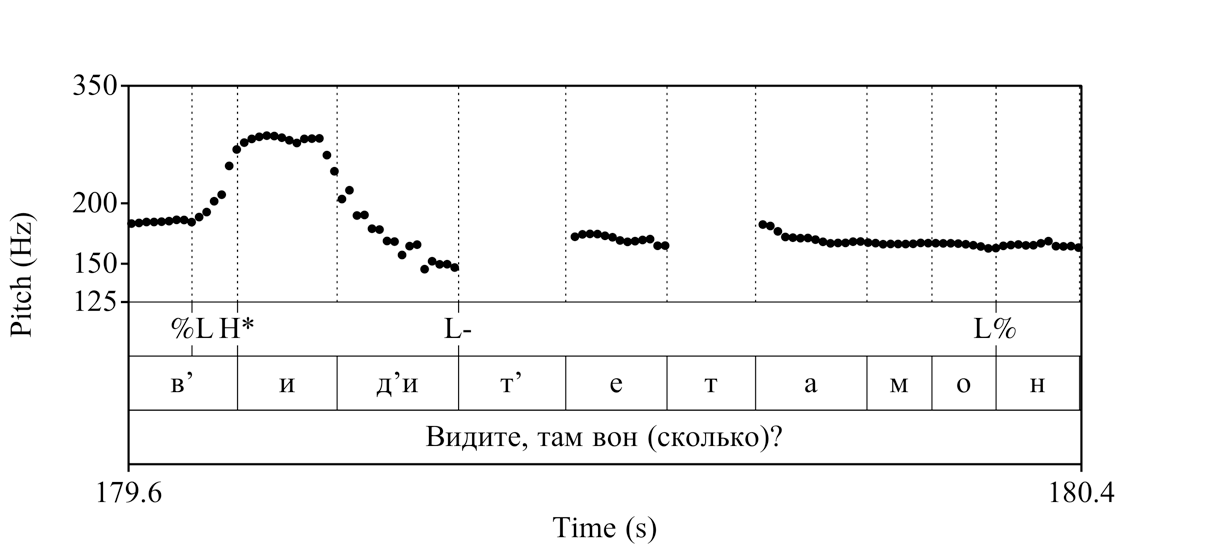 350
200
150
125
Pitch (Hz)
%L H* L- L%
в’ и д’и т’ е т а м о н
Видите, там вон (сколько)?
179.6 180.4
Time (s)